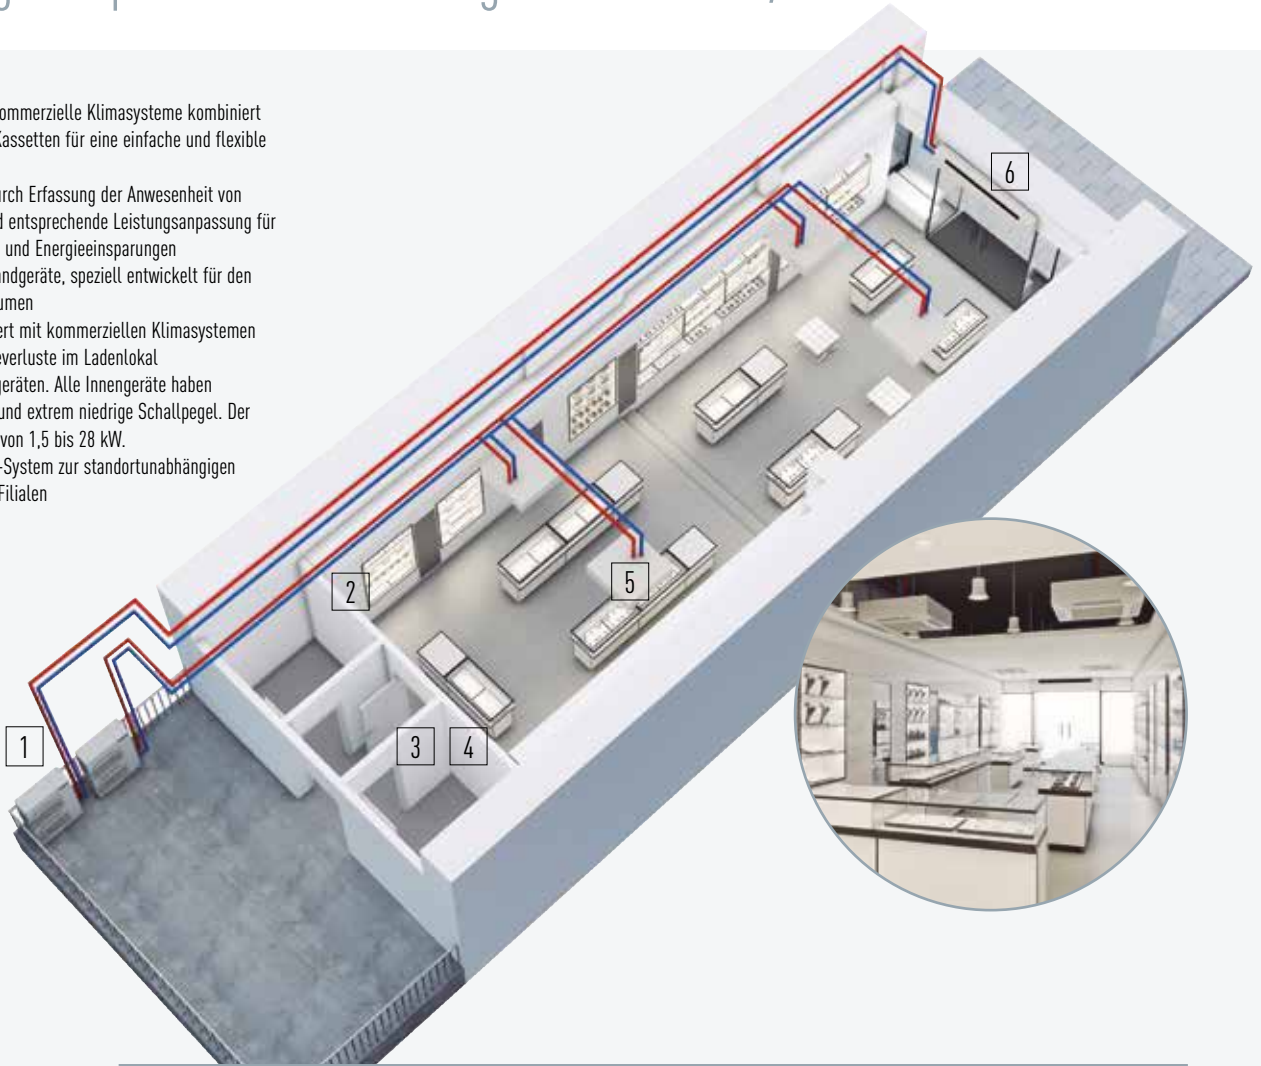 ommerzielle Klimasysteme kombiniert
Kassetten für eine einfache und flexible
urch Erfassung der Anwesenheit von
d entsprechende Leistungsanpassung für
und Energieeinsparungen
andgeräte, speziell entwickelt für den
umen
ert mit kommerziellen Klimasystemen
everluste im Ladenlokal
geräten. Alle Innengeräte haben
und extrem niedrige Schallpegel. Der
von 1,5 bis 28 kW.
-System zur standortunabhängigen
Filialen
6
2
5
1
3 4